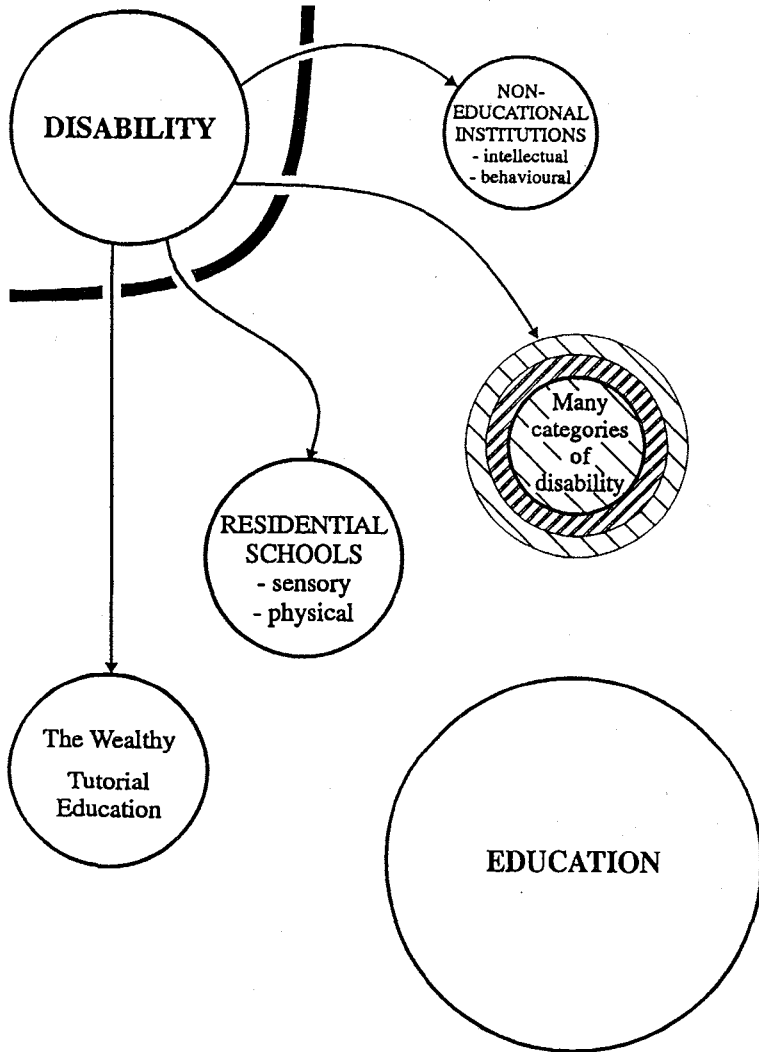 DISABILITY
NON-
EDUCATIONAL
INSTITUTIONS
- intellectual
- behavioural
Many
categories
of
disability
RESIDENTIAL
SCHOOLS
- sensory
- physical
The Wealthy
Tutorial
Education
EDUCATION